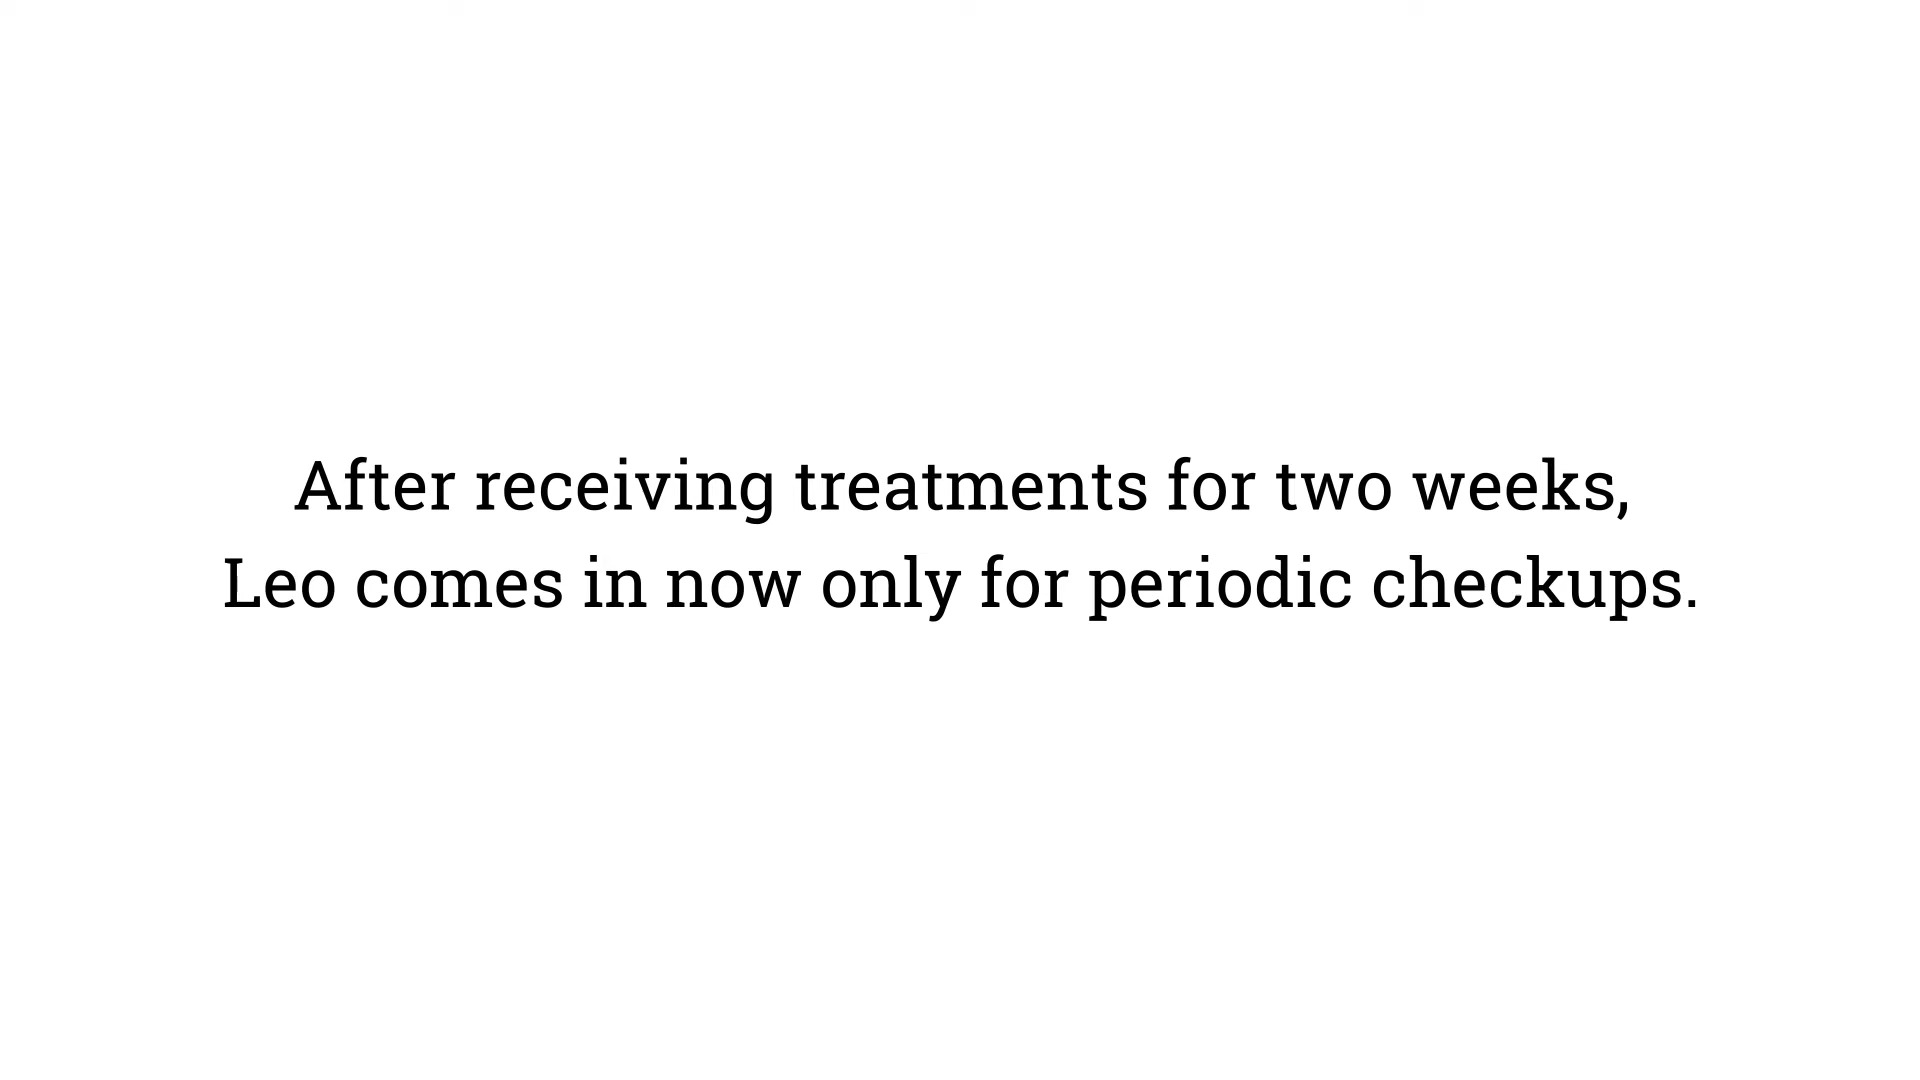 After receiving treatments for two weeks,
Leo comes in now only for periodic checkups.